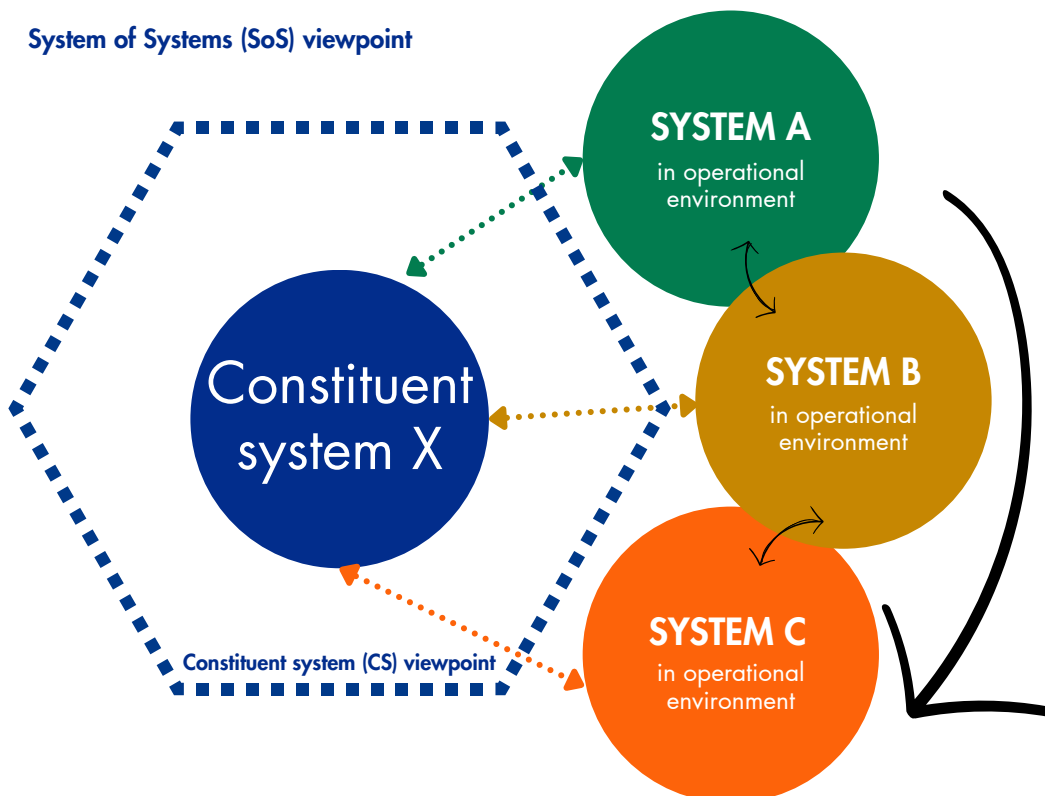 System of Systems (SoS) viewpoint
SYSTEM A
in operational
environment
Constituent
system X
SYSTEM B
in operational
environment
SYSTEM C
in operational
environment
Constituent system (CS) viewpoint